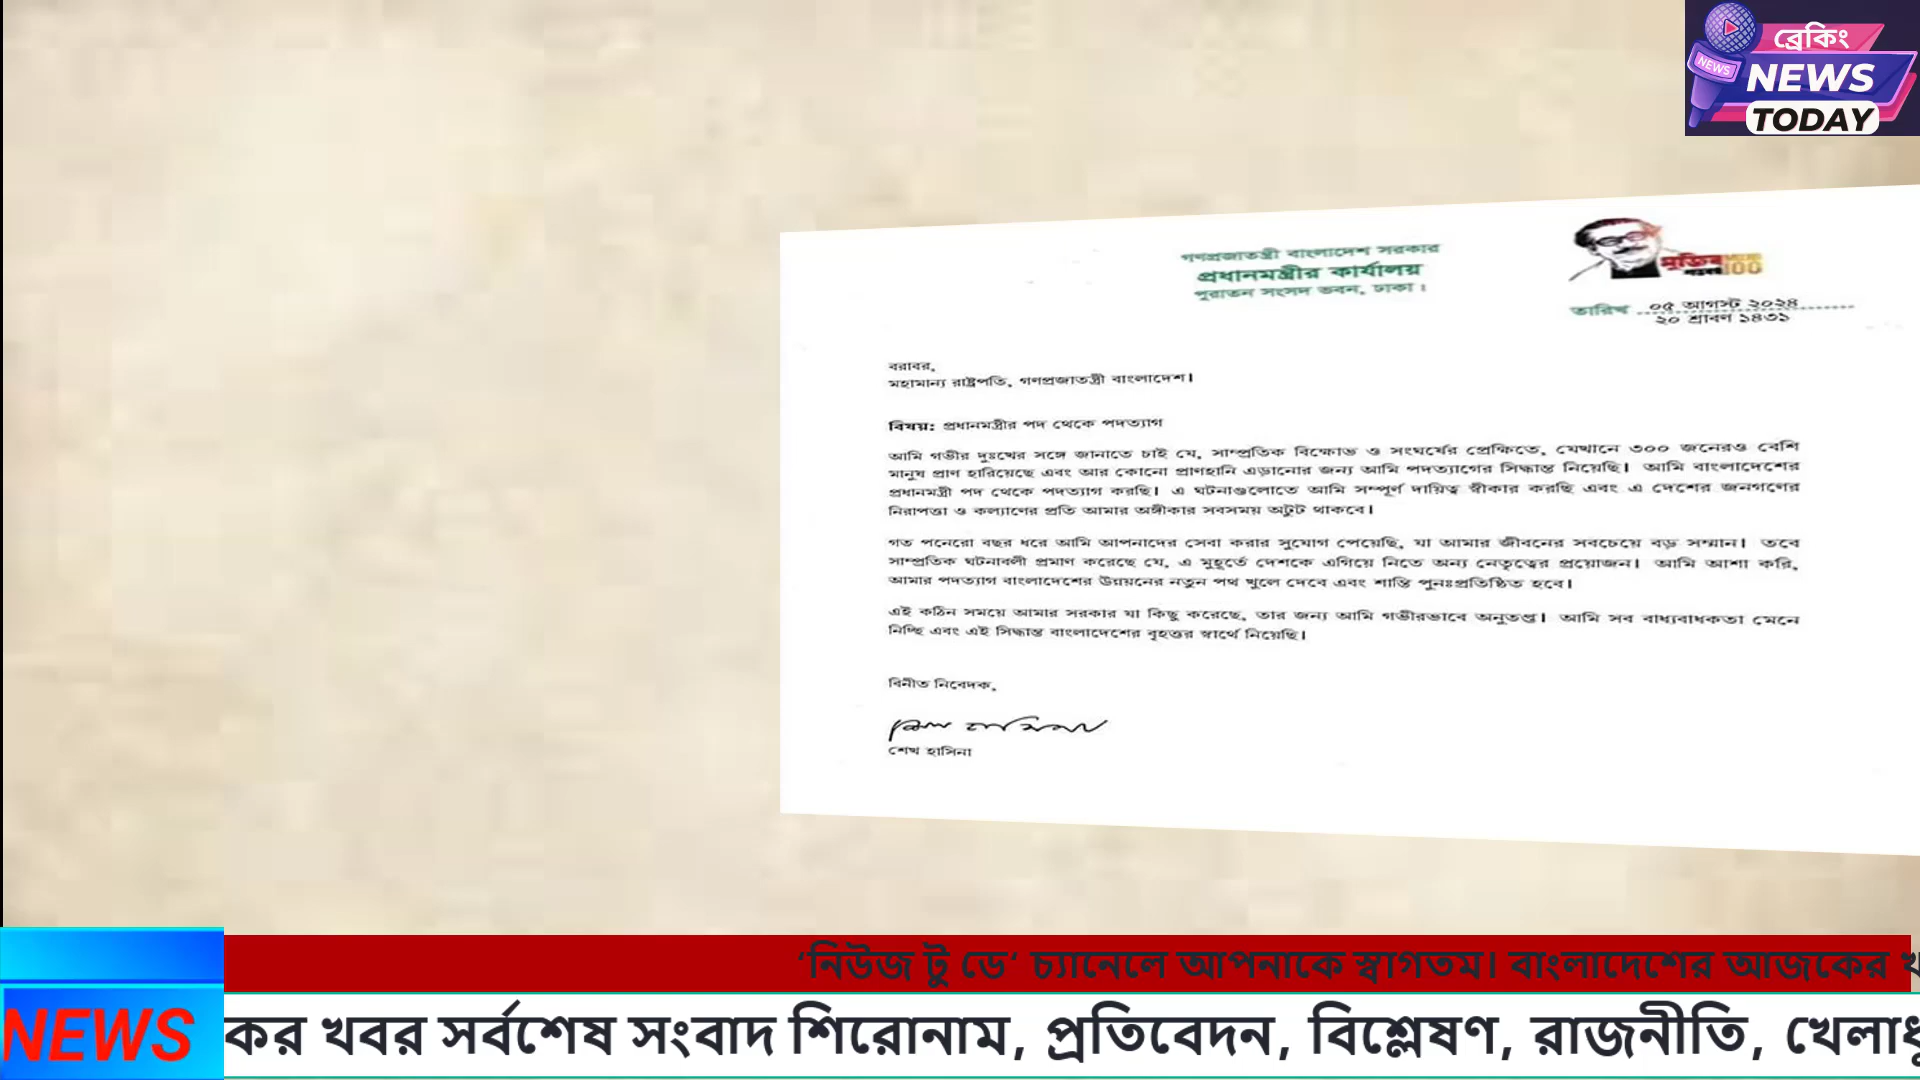 ব্রেকিং
NEWS
NEWS
TODAY
গণপ্রজাতন্ত্রী বাংলাদেশ সরকার
প্রধানমন্ত্রীর কার্যালয়
পুরাতন সংসদ ভবন, ঢাকা।
100
তারিখ ০৫ আগস্ট ২০২৪
২০ শ্রাবণ ১৪৩১
বরাবর,
মহামান্য রাষ্ট্রপতি, গণপ্রজাতন্ত্রী বাংলাদেশ।
বিষয়: প্রধানমন্ত্রীর পদ থেকে পদত্যাগ
আমি গভীর দুঃখের সঙ্গে জানাতে চাই যে, সাম্প্রতিক বিক্ষোভ ও সংঘর্ষের প্রেক্ষিতে, যেখানে ৩০০ জনেরও বেশি
মানুষ প্রাণ হারিয়েছে এবং আর কোনো প্রাণহানি এড়ানোর জন্য আমি পদত্যাগের সিদ্ধান্ত নিয়েছি। আমি বাংলাদেশের
প্রধানমন্ত্রী পদ থেকে পদত্যাগ করছি। এ ঘটনাগুলোতে আমি সম্পূর্ণ দায়িত্ব স্বীকার করছি এবং এ দেশের জনগণের
নিরাপত্তা ও কল্যাণের প্রতি আমার অঙ্গীকার সবসময় অটুট থাকবে।
গত পনেরো বছর ধরে আমি আপনাদের সেবা করার সুযোগ পেয়েছি, যা আমার জীবনের সবচেয়ে বড় সম্মান। তবে
সাম্প্রতিক ঘটনাবলী প্রমাণ করেছে যে, এ মুহূর্তে দেশকে এগিয়ে নিতে অন্য নেতৃত্বের প্রয়োজন। আমি আশা করি,
আমার পদত্যাগ বাংলাদেশের উন্নয়নের নতুন পথ খুলে দেবে এবং শান্তি পুনঃপ্রতিষ্ঠিত হবে।
এই কঠিন সময়ে আমার সরকার যা কিছু করেছে, তার জন্য আমি গভীরভাবে অনুতপ্ত। আমি সব বাধ্যবাধকতা মেনে
নিচ্ছি এবং এই সিদ্ধান্ত বাংলাদেশের বৃহত্তর স্বার্থে নিয়েছি।
বিনীত নিবেদক,
শেখ হাসিনা
‘নিউজ টু ডে‘ চ্যানেলে আপনাকে স্বাগতম। বাংলাদেশের আজকের খ
NEWS
কর খবর সর্বশেষ সংবাদ শিরোনাম, প্রতিবেদন, বিশ্লেষণ, রাজনীতি, খেলাধু